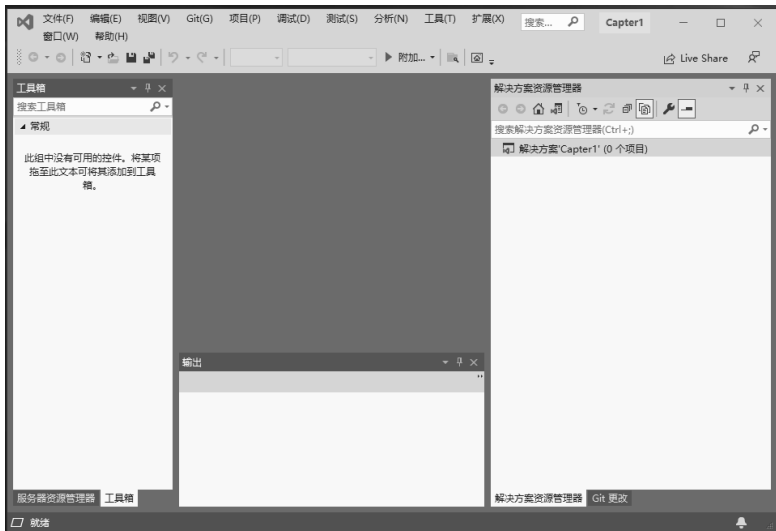 文件(F) 编辑(E) 视图(V) Git(G) 项目(P) 调试(D) 测试(S) 分析(N) 工具(T) 扩展(X) 搜索... Capter1
窗口(W) 帮助(H)
附加... Live Share
工具箱
搜索工具箱
常规
此组中没有可用的控件。将某项
拖至此文本可将其添加到工具
箱。
服务器资源管理器 工具箱
输出
解决方案资源管理器
搜索解决方案资源管理器(Ctrl+;)
解决方案'Capter1' (0 个项目)
解决方案资源管理器 Git 更改
就绪